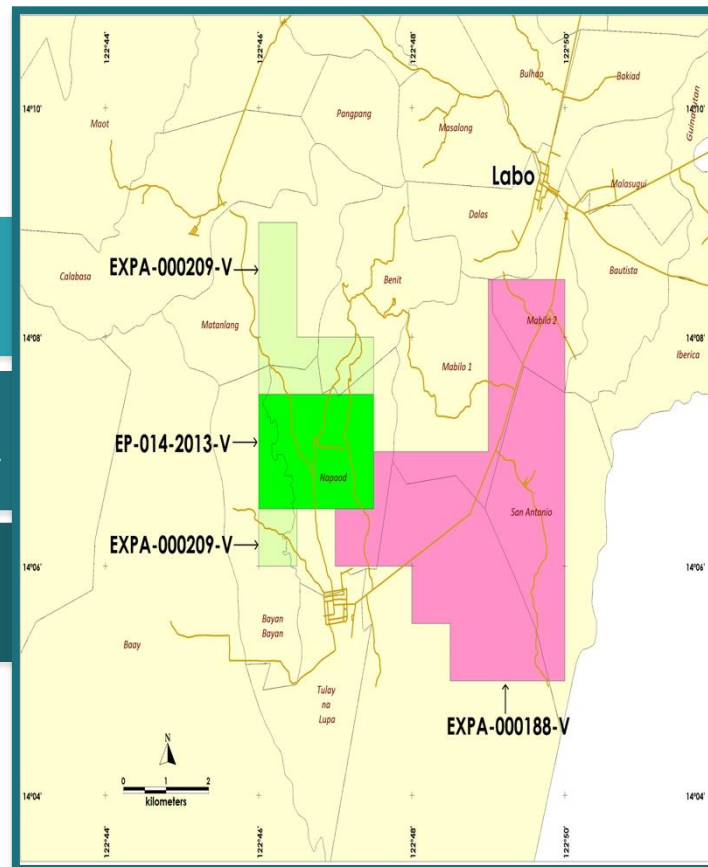 122°44'
122°46'
122°48'
122°50'
14°10'
14°10'
Bulhao
Bakiad
Pangpang
Masalong
Maot
Labo
Malasugui
Dalas
EXPA-000209-V
Calabasa
Benit
Bautista
Matanlang
14°08'
14°08'
Mabilo 2
Iberica
Mabilo 1
EP-014-2013-V
Napaod
San Antonio
EXPA-000209-V
14°06'
14°06'
Bayan
Bayan
Baay
Tulay
na
Lupa
EXPA-000188-V
N
0 1 2
kilometers
14°04'
14°04'
122°44'
122°46'
122°48'
122°50'